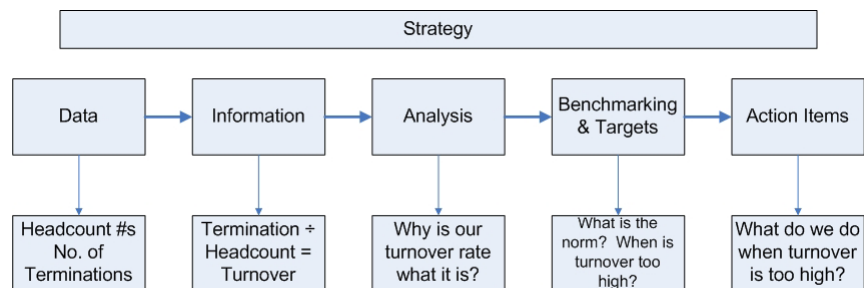 Strategy
Data
Information
Analysis
Benchmarking
& Targets
Action Items
Headcount #s
No. of
Terminations
Termination ÷
Headcount =
Turnover
Why is our
turnover rate
what it is?
What is the
norm? When is
turnover too
high?
What do we do
when turnover
is too high?